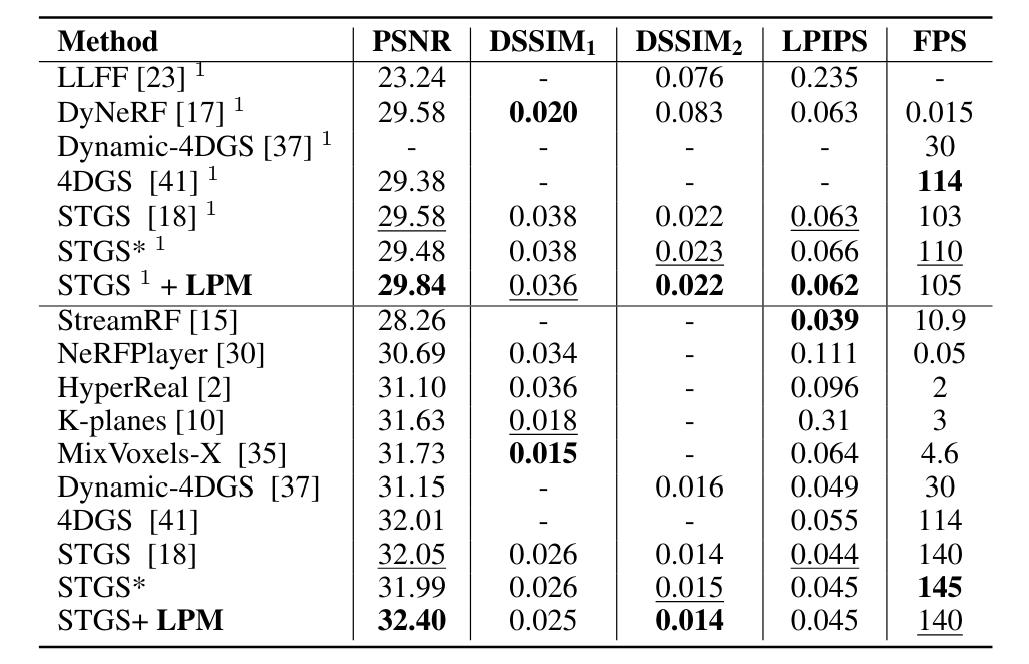 Method PSNR DSSIM₁ DSSIM₂ LPIPS FPS
LLFF [23] ¹ 23.24 - 0.076 0.235 -
DyNeRF [17] ¹ 29.58 0.020 0.083 0.063 0.015
Dynamic-4DGS [37] ¹ - - - - 30
4DGS [41] ¹ 29.38 - - - 114
STGS [18] ¹ 29.58 0.038 0.022 0.063 103
STGS* ¹ 29.48 0.038 0.023 0.066 110
STGS ¹ + LPM 29.84 0.036 0.022 0.062 105
StreamRF [15] 28.26 - - 0.039 10.9
NeRFPlayer [30] 30.69 0.034 - 0.111 0.05
HyperReal [2] 31.10 0.036 - 0.096 2
K-planes [10] 31.63 0.018 - 0.31 3
MixVoxels-X [35] 31.73 0.015 - 0.064 4.6
Dynamic-4DGS [37] 31.15 - 0.016 0.049 30
4DGS [41] 32.01 - - 0.055 114
STGS [18] 32.05 0.026 0.014 0.044 140
STGS* 31.99 0.026 0.015 0.045 145
STGS+ LPM 32.40 0.025 0.014 0.045 140